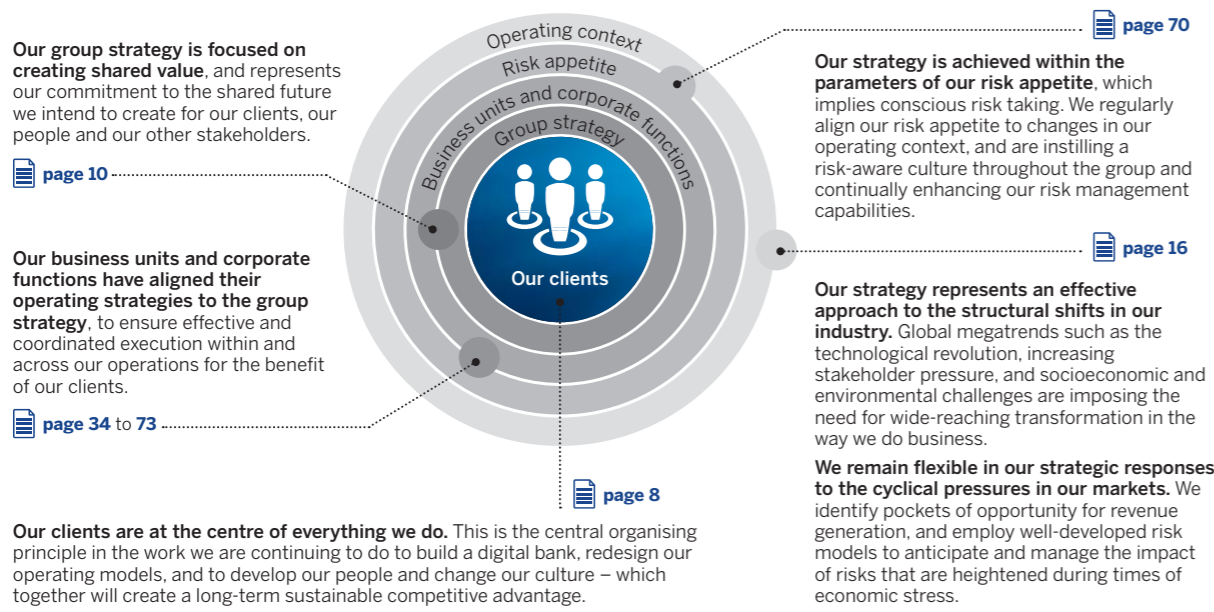 Our group strategy is focused on
creating shared value, and represents
our commitment to the shared future
we intend to create for our clients, our
people and our other stakeholders.
page 10
Our business units and corporate
functions have aligned their
operating strategies to the group
strategy, to ensure effective and
coordinated execution within and
across our operations for the benefit
of our clients.
page 34 to 73
Operating context
Risk appetite
Business units and corporate functions
Group strategy
Our clients
page 8
Our clients are at the centre of everything we do. This is the central organising
principle in the work we are continuing to do to build a digital bank, redesign our
operating models, and to develop our people and change our culture – which
together will create a long-term sustainable competitive advantage.
page 70
Our strategy is achieved within the
parameters of our risk appetite, which
implies conscious risk taking. We regularly
align our risk appetite to changes in our
operating context, and are instilling a
risk-aware culture throughout the group and
continually enhancing our risk management
capabilities.
page 16
Our strategy represents an effective
approach to the structural shifts in our
industry. Global megatrends such as the
technological revolution, increasing
stakeholder pressure, and socioeconomic and
environmental challenges are imposing the
need for wide-reaching transformation in the
way we do business.
We remain flexible in our strategic responses
to the cyclical pressures in our markets. We
identify pockets of opportunity for revenue
generation, and employ well-developed risk
models to anticipate and manage the impact
of risks that are heightened during times of
economic stress.